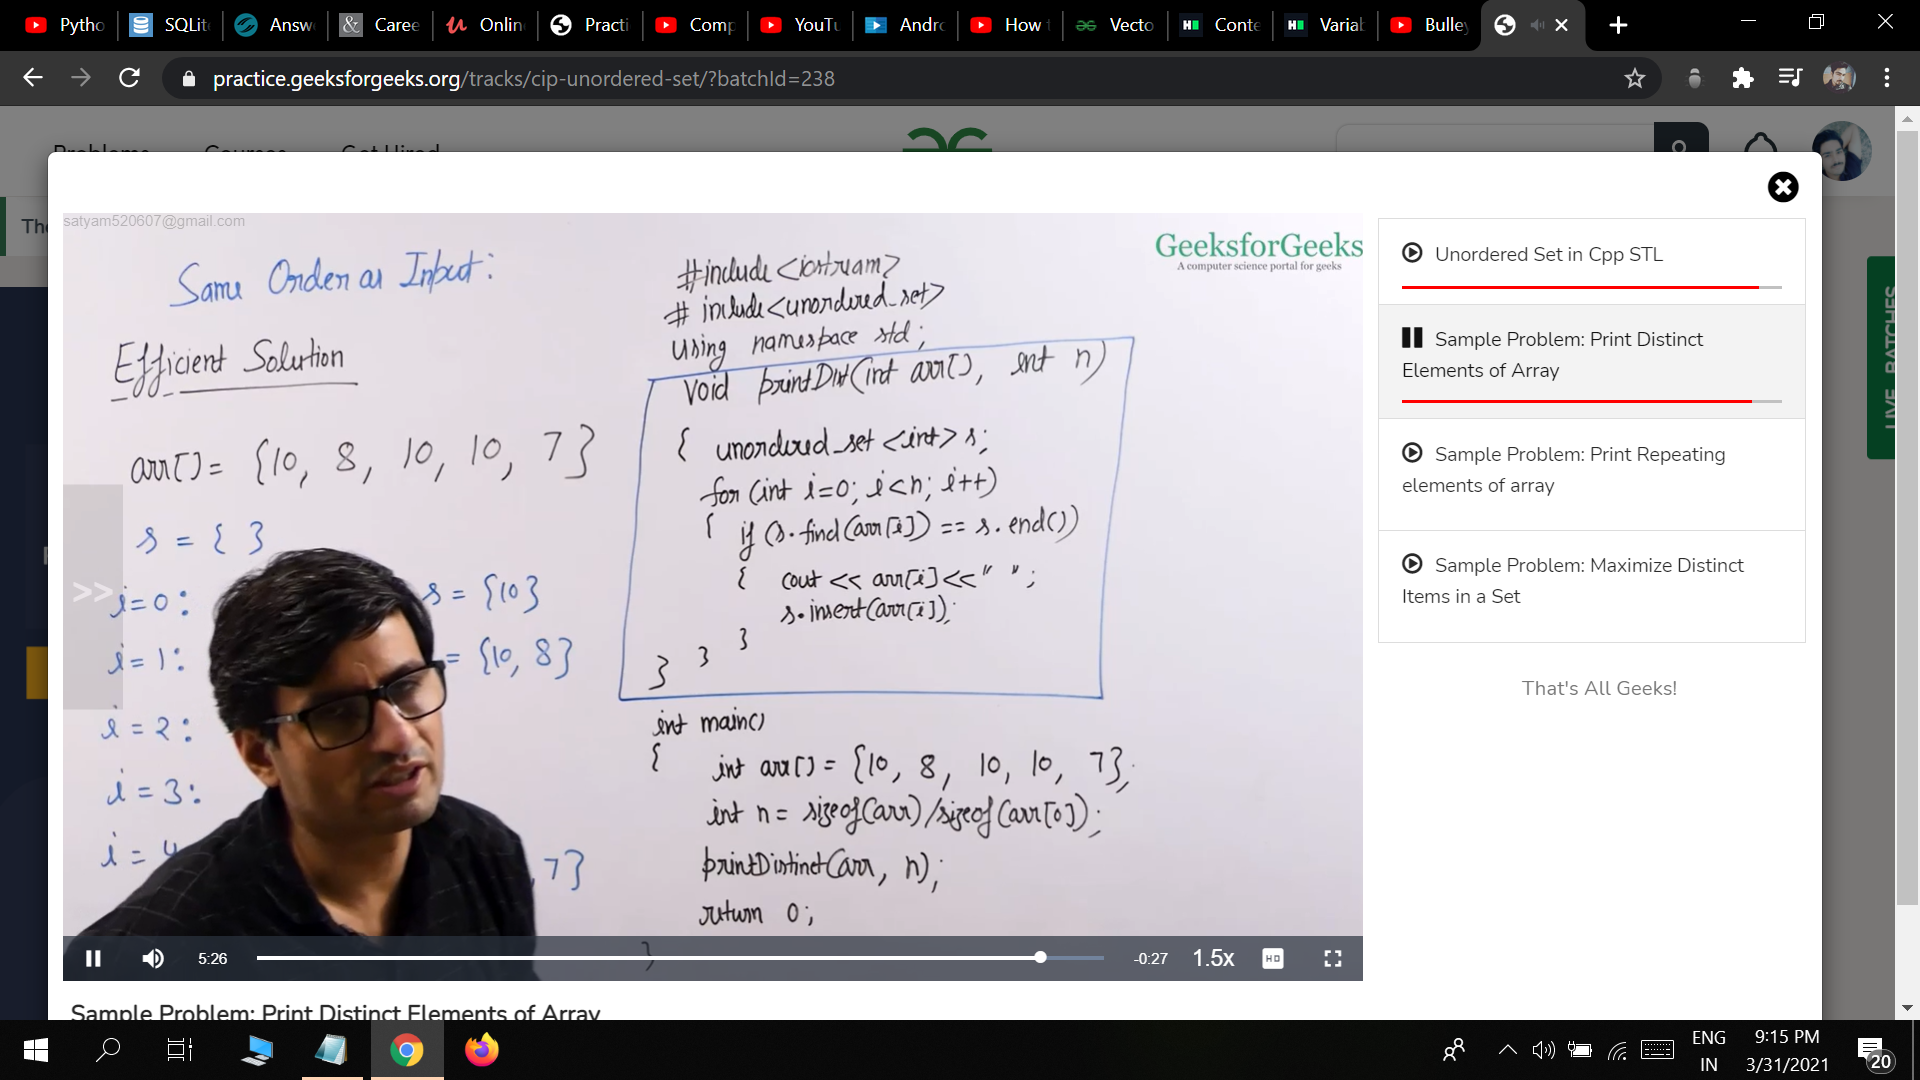 Pytho
SQLit
Answ
Caree
Onlin
Practi
Comp
YouTu
Andro
How t
Vecto
Conte
Variab
Bulley
practice.geeksforgeeks.org/tracks/cip-unordered-set/?batchId=238
satyam520607@gmail.com
GeeksforGeeks
A computer science portal for geeks
Same Order as Input:
Efficient Solution
arr[] = {10, 8, 10, 10, 7}
s = { }
>>
i=0: s = {10}
i=1: = {10, 8}
i=2:
i=3:
i=4
, 7}
#include <iostream>
# include<unordered_set>
using namespace std;
void printDist(int arr[], int n)
{ unordered_set <int> s;
for (int i=0; i<n; i++)
{ if (s.find(arr[i]) == s.end())
{ cout << arr[i]<<" ";
s.insert(arr[i]);
}
}
}
int main()
{
int arr[] = {10, 8, 10, 10, 7};
int n = sizeof(arr)/sizeof(arr[0]);
printDistinct(arr, n);
return 0;
}
5:26
-0:27
1.5x
HD
Sample Problem: Print Distinct Elements of Array
Unordered Set in Cpp STL
Sample Problem: Print Distinct
Elements of Array
Sample Problem: Print Repeating
elements of array
Sample Problem: Maximize Distinct
Items in a Set
That's All Geeks!
LIVE BATCHES
ENG
IN
9:15 PM
3/31/2021
20